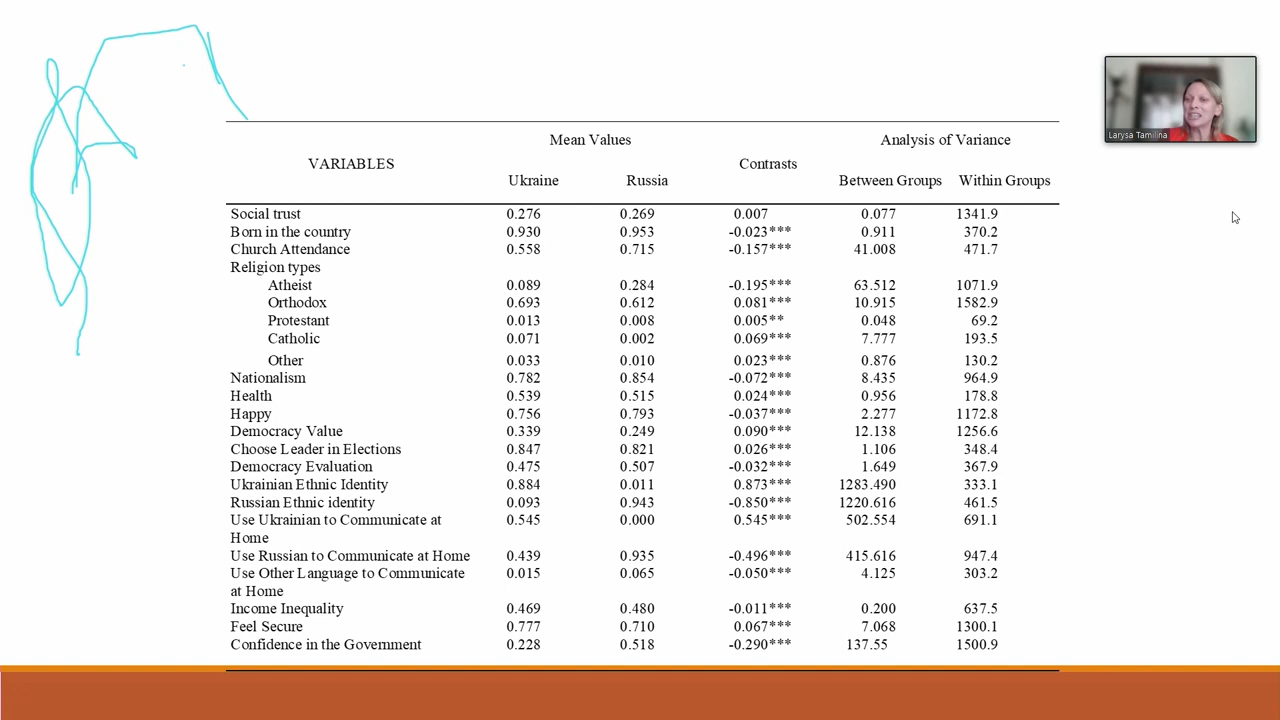 Mean Values Analysis of Variance
VARIABLES Contrasts
Ukraine Russia Between Groups Within Groups
Social trust 0.276 0.269 0.007 0.077 1341.9
Born in the country 0.930 0.953 -0.023*** 0.911 370.2
Church Attendance 0.558 0.715 -0.157*** 41.008 471.7
Religion types
Atheist 0.089 0.284 -0.195*** 63.512 1071.9
Orthodox 0.693 0.612 0.081*** 10.915 1582.9
Protestant 0.013 0.008 0.005** 0.048 69.2
Catholic 0.071 0.002 0.069*** 7.777 193.5
Other 0.033 0.010 0.023*** 0.876 130.2
Nationalism 0.782 0.854 -0.072*** 8.435 964.9
Health 0.539 0.515 0.024*** 0.956 178.8
Happy 0.756 0.793 -0.037*** 2.277 1172.8
Democracy Value 0.339 0.249 0.090*** 12.138 1256.6
Choose Leader in Elections 0.847 0.821 0.026*** 1.106 348.4
Democracy Evaluation 0.475 0.507 -0.032*** 1.649 367.9
Ukrainian Ethnic Identity 0.884 0.011 0.873*** 1283.490 333.1
Russian Ethnic identity 0.093 0.943 -0.850*** 1220.616 461.5
Use Ukrainian to Communicate at 0.545 0.000 0.545*** 502.554 691.1
Home
Use Russian to Communicate at Home 0.439 0.935 -0.496*** 415.616 947.4
Use Other Language to Communicate 0.015 0.065 -0.050*** 4.125 303.2
at Home
Income Inequality 0.469 0.480 -0.011*** 0.200 637.5
Feel Secure 0.777 0.710 0.067*** 7.068 1300.1
Confidence in the Government 0.228 0.518 -0.290*** 137.55 1500.9
Larysa Tamilina